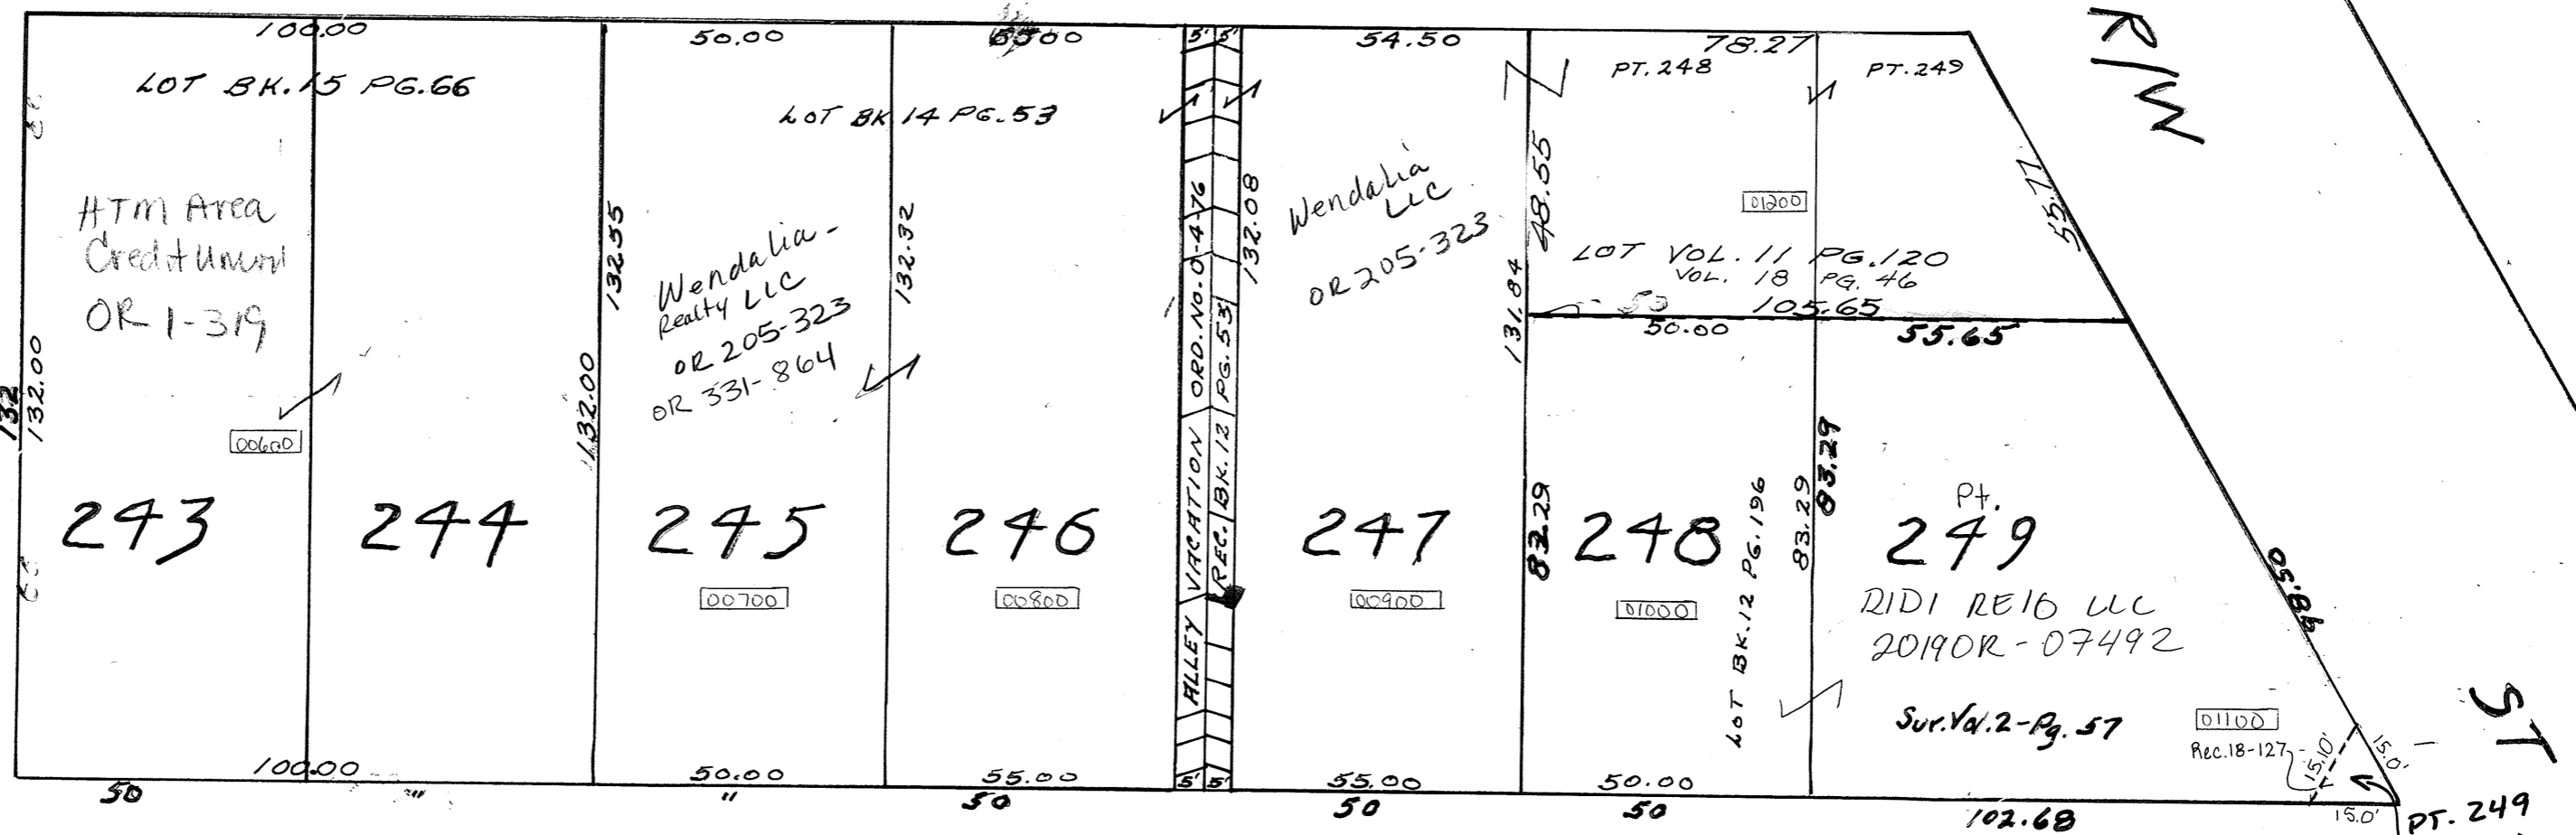 100.00
50.00
5'
5'
54.50
78.27
R/W
LOT BK.15 PG.66
LOT BK 14 PG.53
PT.248
PT.249
HTM Area
Credit Union
OR 1-319
132.55
Wendalia-
Realty LLC
OR 205-323
OR 331-864
132.32
132.08
Wendalia
LLC
OR 205-323
48.55
55.77
01200
LOT VOL. 11 PG.120
VOL. 18 PG. 46
53
105.65
50.00
55.65
132
132.00
132.00
131.84
00600
ALLEY VACATION ORD. NO. 0-4-76
REC. BK.12 PG.53
243
244
245
246
247
248
Pt.
249
00700
00800
00900
01000
83.29
83.29
83.29
LOT BK.12 PG.196
RIDI RE16 LLC
2019OR-07492
98.50
Sur.Vol.2-Pg.57
01100
Rec.18-127
15.10'
15.0'
15.0'
ST
100.00
50.00
55.00
5'
5'
55.00
50.00
50
"
"
50
50
50
102.68
PT. 249